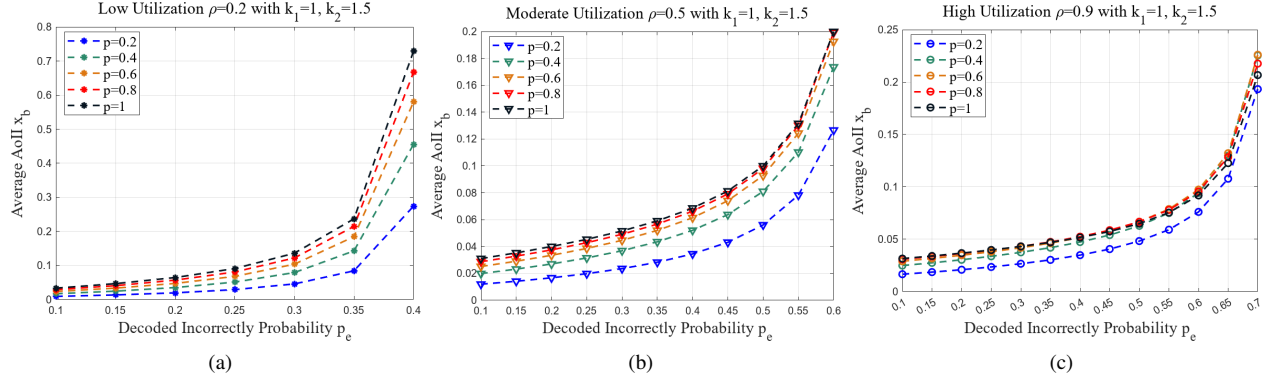 Low Utilization ρ=0.2 with k₁=1, k₂=1.5
0.8
0.7
0.6
0.5
0.4
0.3
0.2
0.1
0
Average AoII x_b
p=0.2
p=0.4
p=0.6
p=0.8
p=1
0.1 0.15 0.2 0.25 0.3 0.35 0.4
Decoded Incorrectly Probability p_e
(a)
Moderate Utilization ρ=0.5 with k₁=1, k₂=1.5
0.2
0.18
0.16
0.14
0.12
0.1
0.08
0.06
0.04
0.02
0
Average AoII x_b
p=0.2
p=0.4
p=0.6
p=0.8
p=1
0.1 0.15 0.2 0.25 0.3 0.35 0.4 0.45 0.5 0.55 0.6
Decoded Incorrectly Probability p_e
(b)
High Utilization ρ=0.9 with k₁=1, k₂=1.5
0.25
0.2
0.15
0.1
0.05
0
Average AoII x_b
p=0.2
p=0.4
p=0.6
p=0.8
p=1
0.1 0.15 0.2 0.25 0.3 0.35 0.4 0.45 0.5 0.55 0.6 0.65 0.7
Decoded Incorrectly Probability p_e
(c)